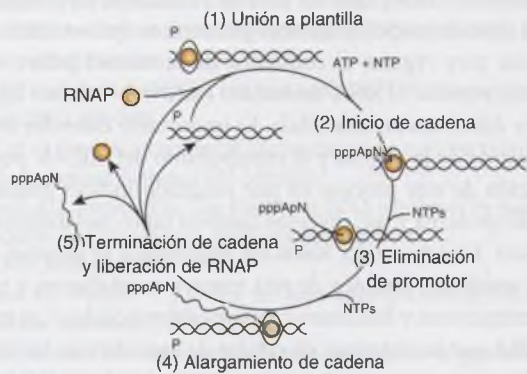 (1) Unión a plantilla
P
ATP + NTP
RNAP
P
(2) Inicio de cadena
pppApN
pppApN
NTPs
pppApN
P
(5) Terminación de cadena
y liberación de RNAP
(3) Eliminación
de promotor
pppApN
NTPs
P
(4) Alargamiento de cadena